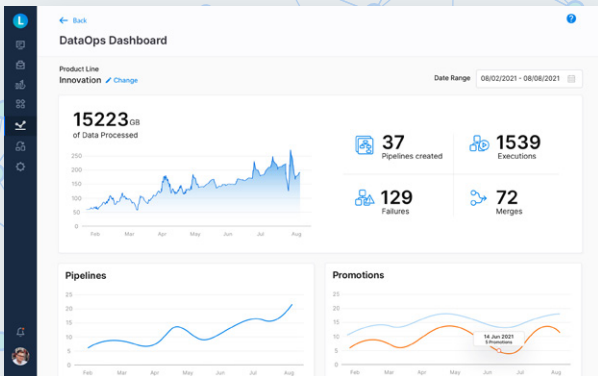 L
Back
?
DataOps Dashboard
Product Line
Innovation Change
Date Range 08/02/2021 - 08/08/2021
15223 GB
of Data Processed
250
200
150
100
50
0
Feb Mar Apr May Jun Jul Aug
37
Pipelines created
1539
Executions
129
Failures
72
Merges
Pipelines
25
20
15
10
5
0
Feb Mar Apr May Jun Jul Aug
Promotions
25
20
15
10
5
0
14 Jun 2021
5 Promotions
Feb Mar Apr May Jun Jul Aug